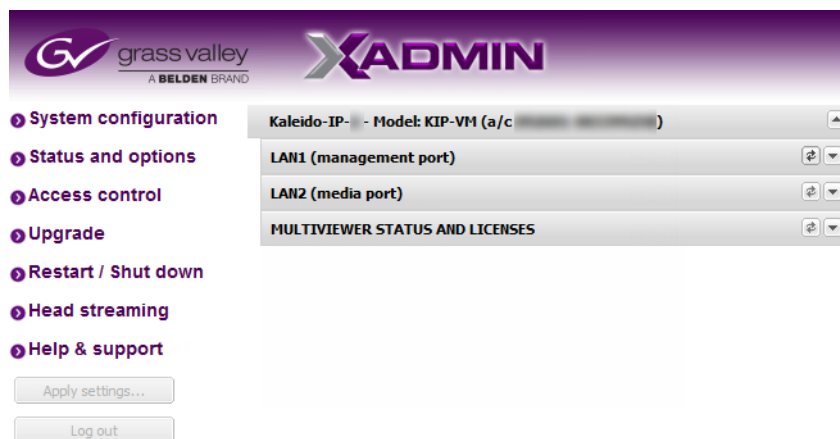 grass valley
A BELDEN BRAND
XADMIN
System configuration
Status and options
Access control
Upgrade
Restart / Shut down
Head streaming
Help & support
Apply settings...
Log out
Kaleido-IP- - Model: KIP-VM (a/c )
LAN1 (management port)
LAN2 (media port)
MULTIVIEWER STATUS AND LICENSES